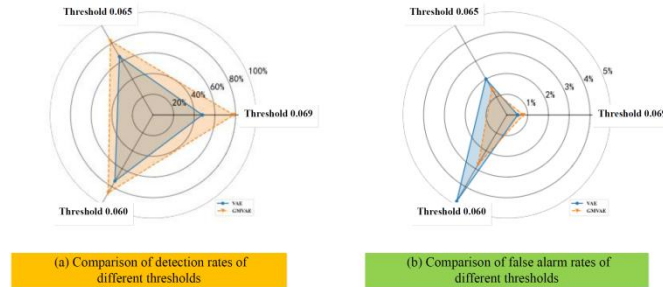 Threshold 0.065
100%
80%
60%
40%
20%
Threshold 0.069
Threshold 0.060
VAE
GMVAE
(a) Comparison of detection rates of
different thresholds
Threshold 0.065
5%
4%
3%
2%
1%
Threshold 0.069
Threshold 0.060
VAE
GMVAE
(b) Comparison of false alarm rates of
different thresholds